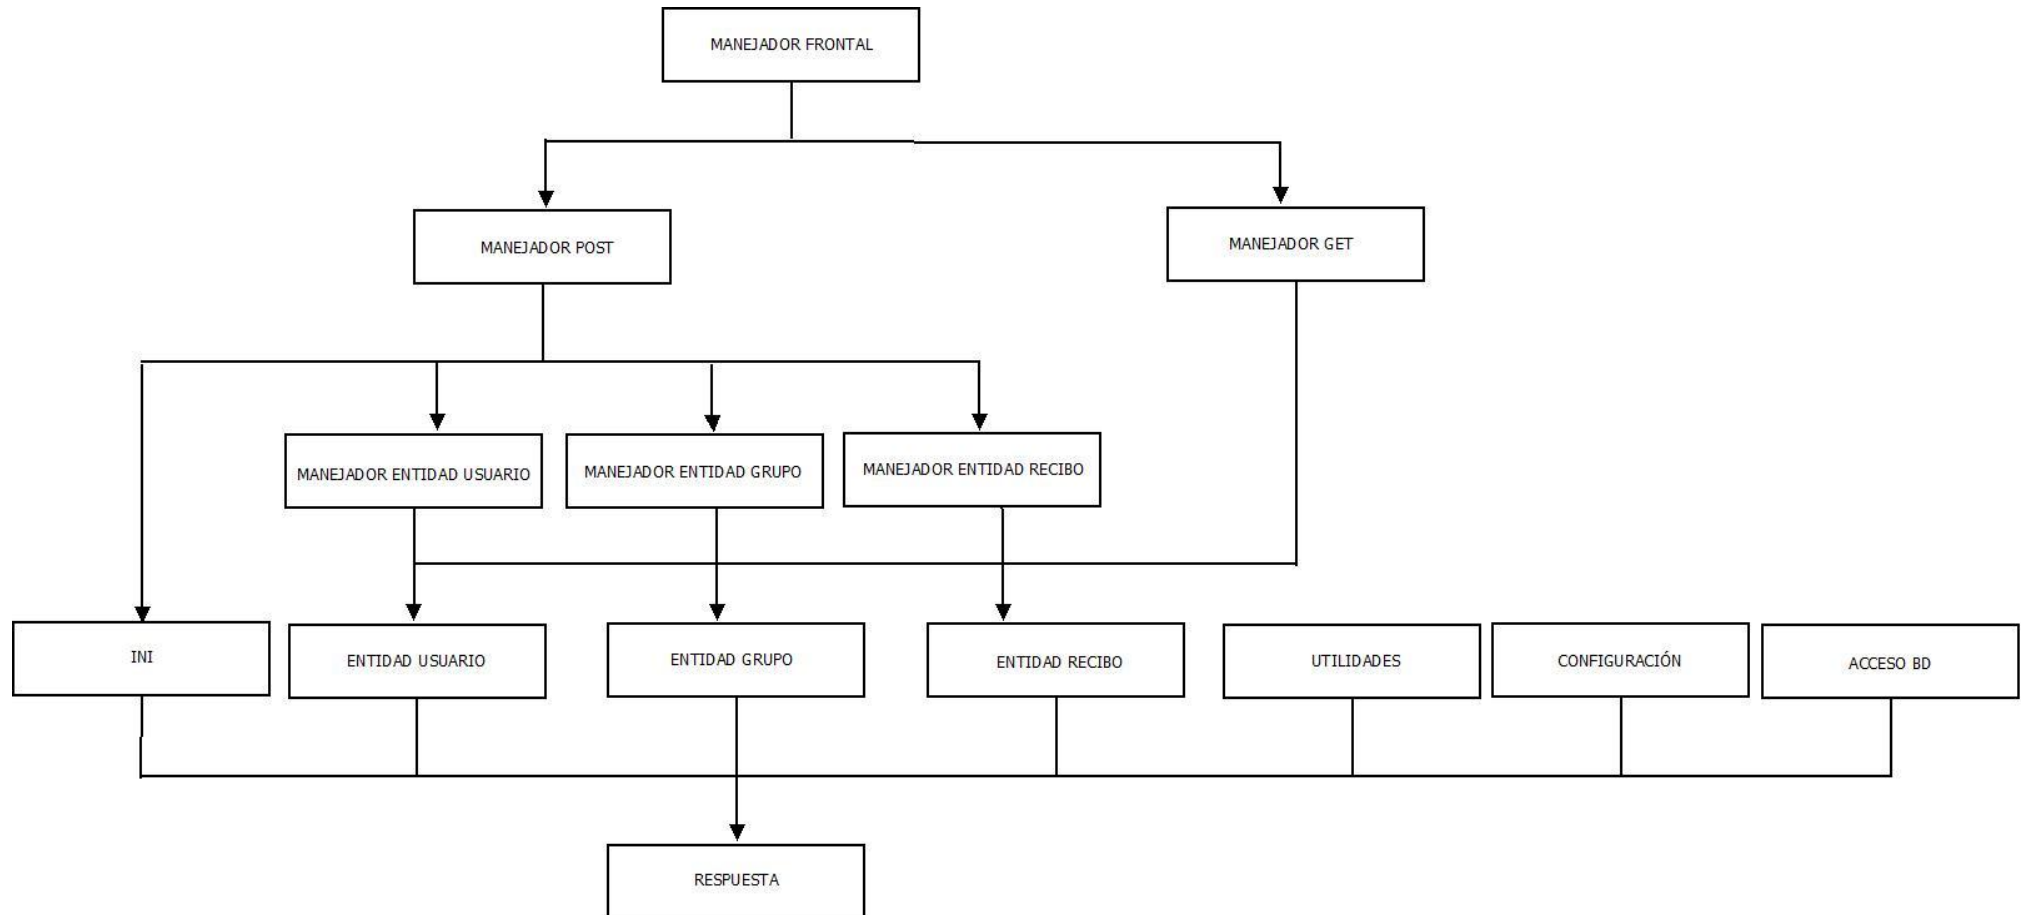 MANEJADOR FRONTAL
MANEJADOR POST
MANEJADOR GET
MANEJADOR ENTIDAD USUARIO
MANEJADOR ENTIDAD GRUPO
MANEJADOR ENTIDAD RECIBO
INI
ENTIDAD USUARIO
ENTIDAD GRUPO
ENTIDAD RECIBO
UTILIDADES
CONFIGURACIÓN
ACCESO BD
RESPUESTA